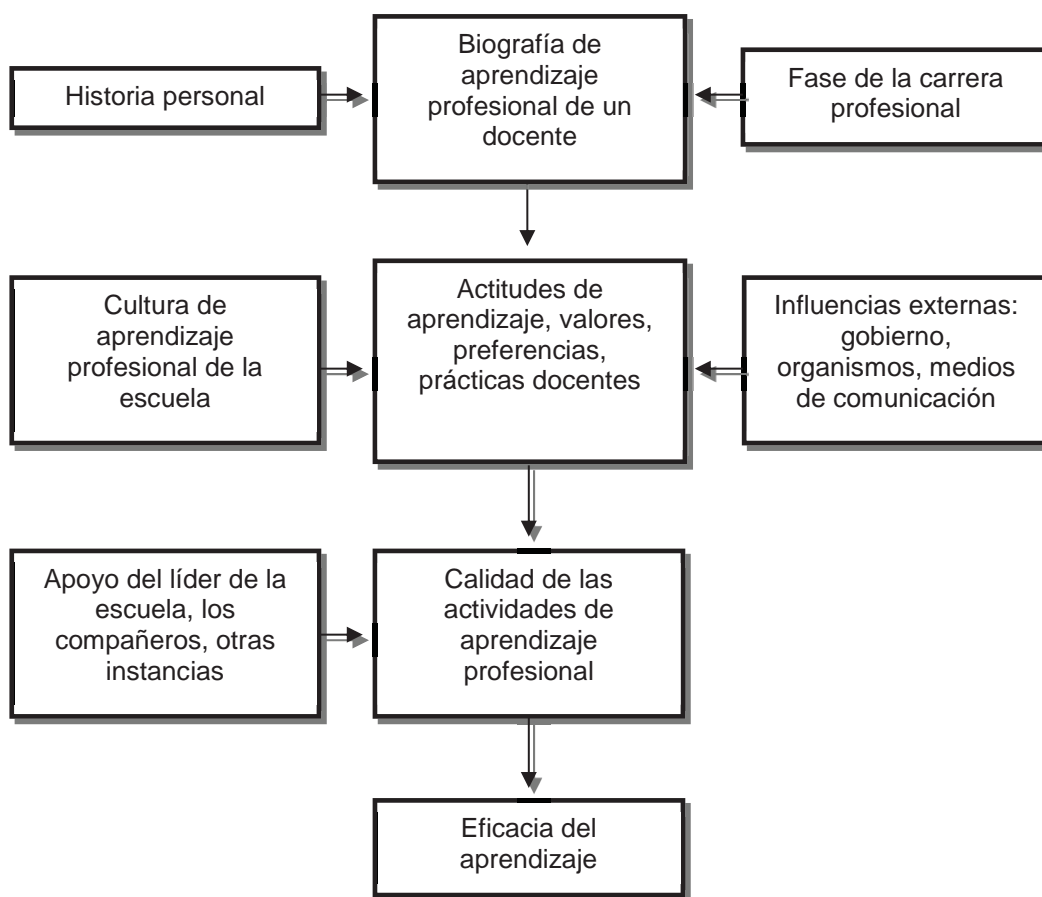 Historia personal
Biografía de
aprendizaje
profesional de un
docente
Fase de la carrera
profesional
Cultura de
aprendizaje
profesional de la
escuela
Actitudes de
aprendizaje, valores,
preferencias,
prácticas docentes
Influencias externas:
gobierno,
organismos, medios
de comunicación
Apoyo del líder de la
escuela, los
compañeros, otras
instancias
Calidad de las
actividades de
aprendizaje
profesional
Eficacia del
aprendizaje